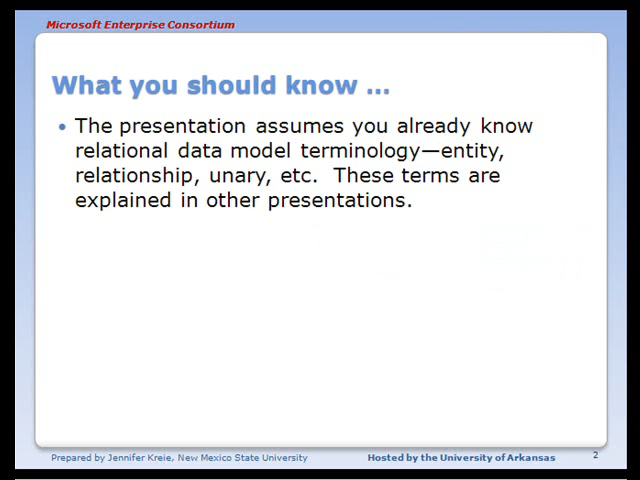 Microsoft Enterprise Consortium
What you should know ...
• The presentation assumes you already know
relational data model terminology—entity,
relationship, unary, etc.  These terms are
explained in other presentations.
Prepared by Jennifer Kreie, New Mexico State University
Hosted by the University of Arkansas
2